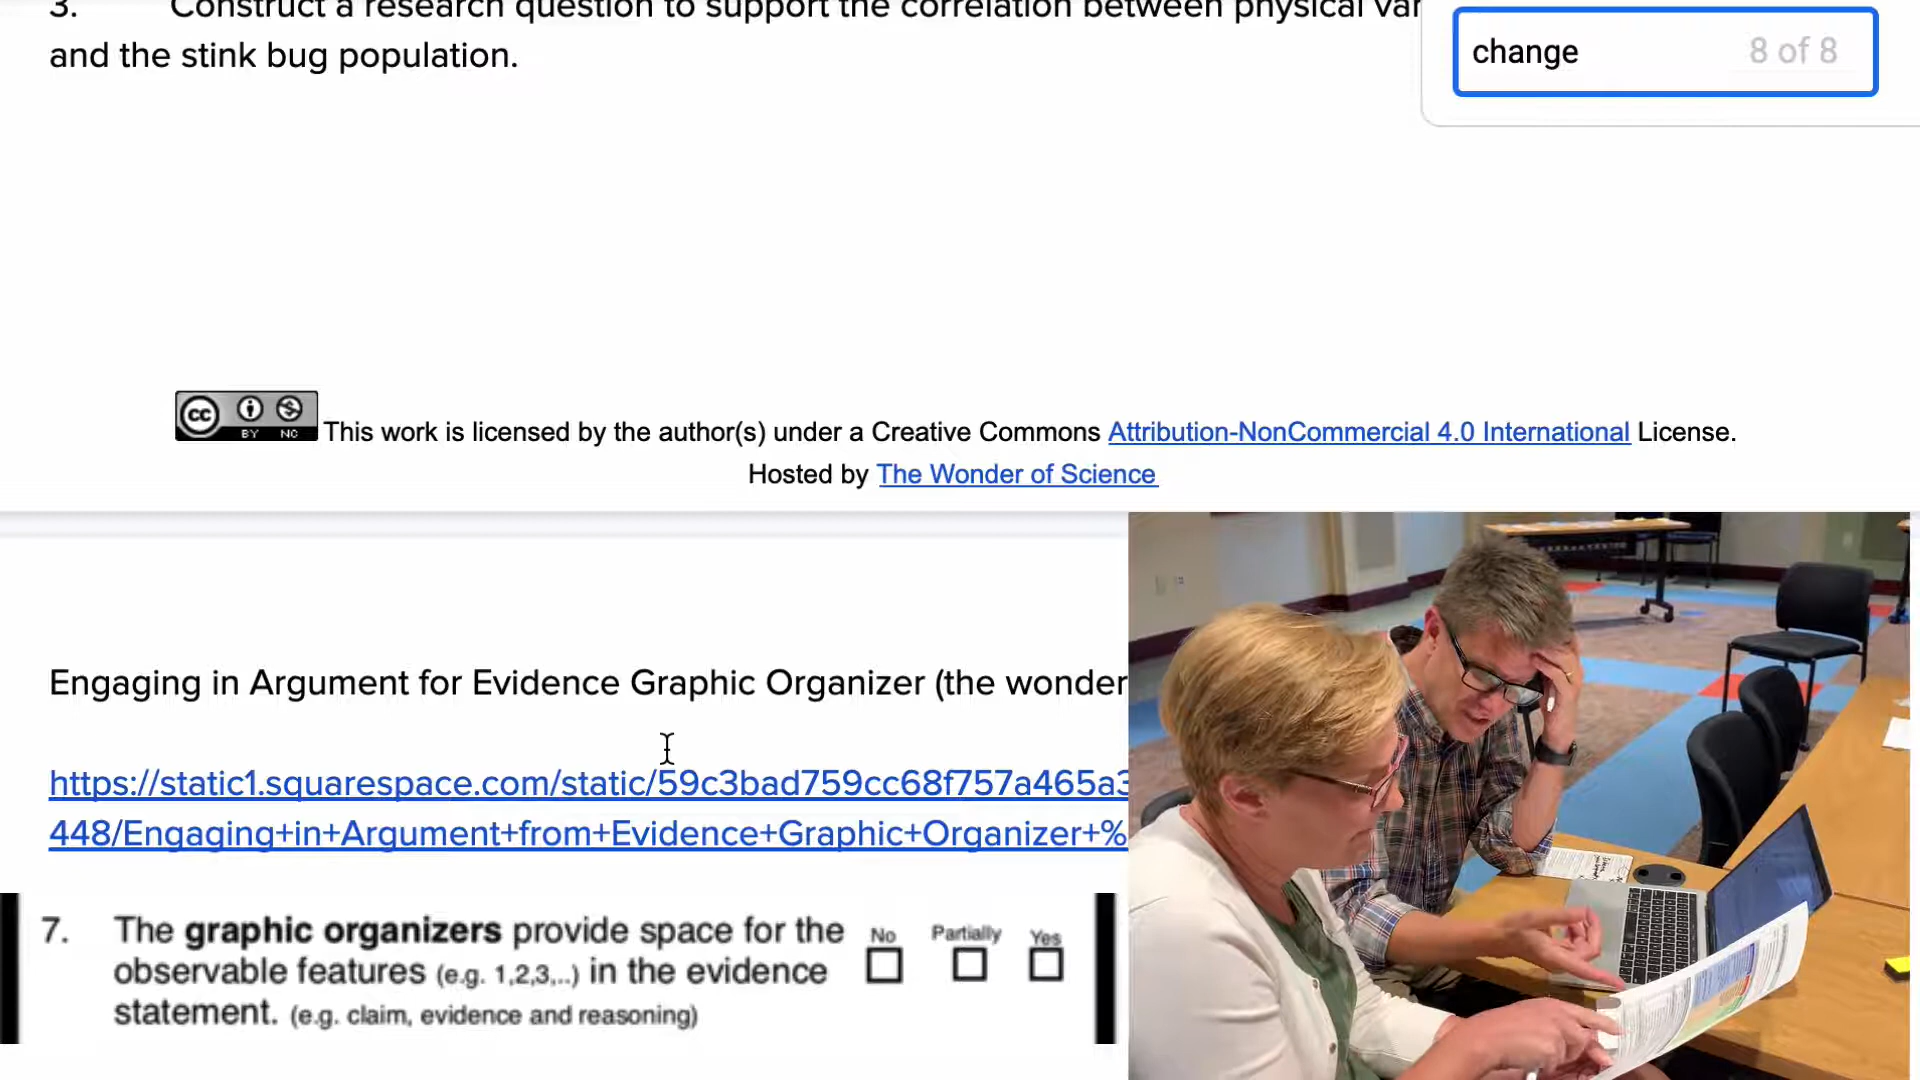 3. Construct a research question to support the correlation between physical var
and the stink bug population.
change 8 of 8
cc BY NC This work is licensed by the author(s) under a Creative Commons Attribution-NonCommercial 4.0 International License.
Hosted by The Wonder of Science
Engaging in Argument for Evidence Graphic Organizer (the wonder
https://static1.squarespace.com/static/59c3bad759cc68f757a465a3
448/Engaging+in+Argument+from+Evidence+Graphic+Organizer+%
7. The graphic organizers provide space for the No Partially Yes
observable features (e.g. 1,2,3,..) in the evidence
statement. (e.g. claim, evidence and reasoning)